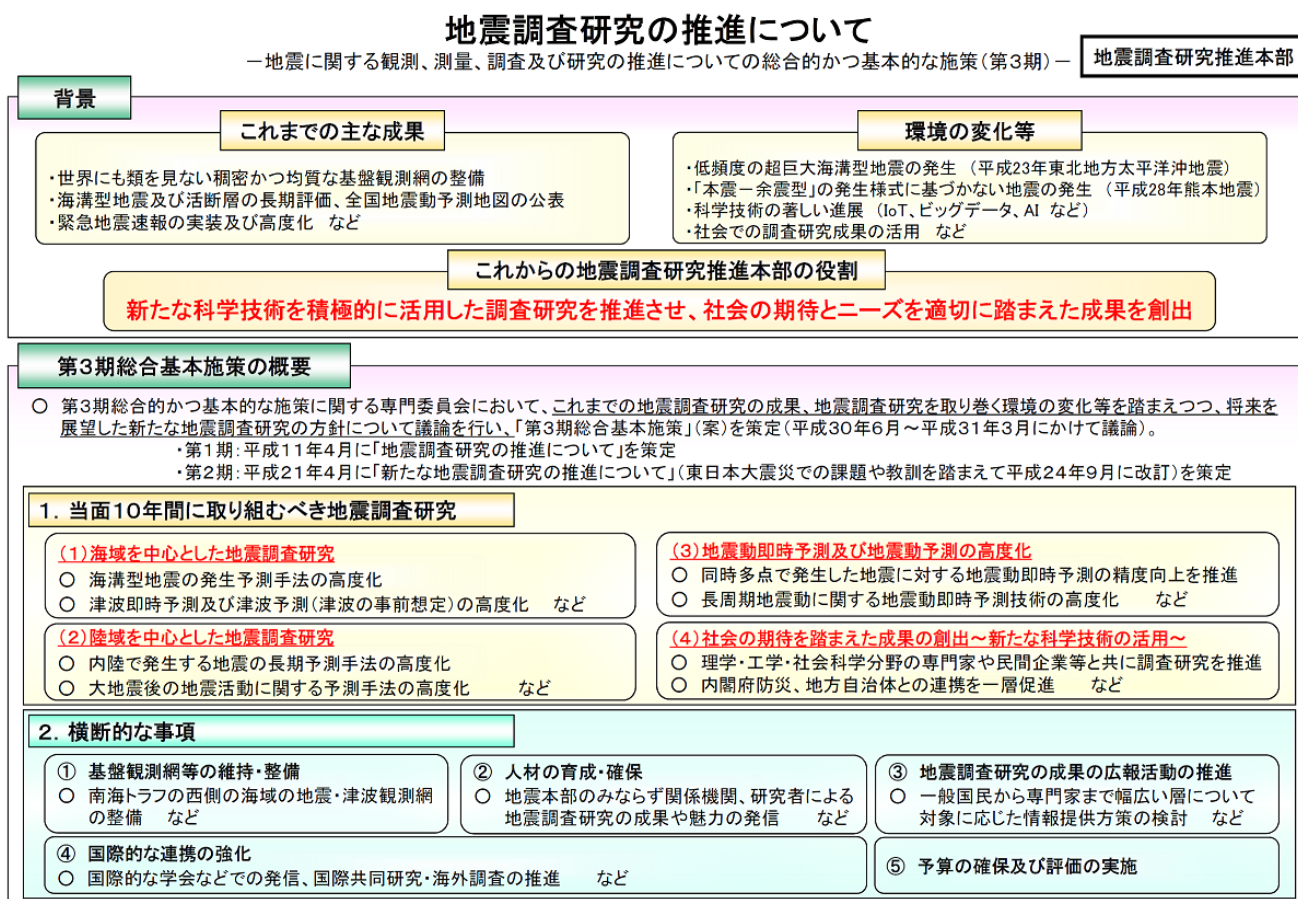 地震調査研究の推進について
－地震に関する観測、測量、調査及び研究の推進についての総合的かつ基本的な施策(第３期)－
地震調査研究推進本部
背景
これまでの主な成果
・世界にも類を見ない稠密かつ均質な基盤観測網の整備
・海溝型地震及び活断層の長期評価、全国地震動予測地図の公表
・緊急地震速報の実装及び高度化　など
環境の変化等
・低頻度の超巨大海溝型地震の発生　（平成23年東北地方太平洋沖地震）
・「本震－余震型」の発生様式に基づかない地震の発生　（平成28年熊本地震）
・科学技術の著しい進展　（IoT、ビッグデータ、AI　など）
・社会での調査研究成果の活用　など
これからの地震調査研究推進本部の役割
新たな科学技術を積極的に活用した調査研究を推進させ、社会の期待とニーズを適切に踏まえた成果を創出
第３期総合基本施策の概要
○　第３期総合的かつ基本的な施策に関する専門委員会において、これまでの地震調査研究の成果、地震調査研究を取り巻く環境の変化等を踏まえつつ、将来を
展望した新たな地震調査研究の方針について議論を行い、「第３期総合基本施策」（案）を策定（平成30年６月～平成31年３月にかけて議論）。
・第１期：平成11年４月に「地震調査研究の推進について」を策定
・第２期：平成21年４月に「新たな地震調査研究の推進について」（東日本大震災での課題や教訓を踏まえて平成24年９月に改訂）を策定
１．当面１０年間に取り組むべき地震調査研究
（１）海域を中心とした地震調査研究
○　海溝型地震の発生予測手法の高度化
○　津波即時予測及び津波予測（津波の事前想定）の高度化　など
（２）陸域を中心とした地震調査研究
○　内陸で発生する地震の長期予測手法の高度化
○　大地震後の地震活動に関する予測手法の高度化　など
（３）地震動即時予測及び地震動予測の高度化
○　同時多点で発生した地震に対する地震動即時予測の精度向上を推進
○　長周期地震動に関する地震動即時予測技術の高度化　など
（４）社会の期待を踏まえた成果の創出～新たな科学技術の活用～
○　理学・工学・社会科学分野の専門家や民間企業等と共に調査研究を推進
○　内閣府防災、地方自治体との連携を一層促進　など
２．横断的な事項
①　基盤観測網等の維持・整備
○　南海トラフの西側の海域の地震・津波観測網
の整備　など
②　人材の育成・確保
○　地震本部のみならず関係機関、研究者による
地震調査研究の成果や魅力の発信　など
③　地震調査研究の成果の広報活動の推進
○　一般国民から専門家まで幅広い層について
対象に応じた情報提供方策の検討　など
④　国際的な連携の強化
○　国際的な学会などでの発信、国際共同研究・海外調査の推進　など
⑤　予算の確保及び評価の実施